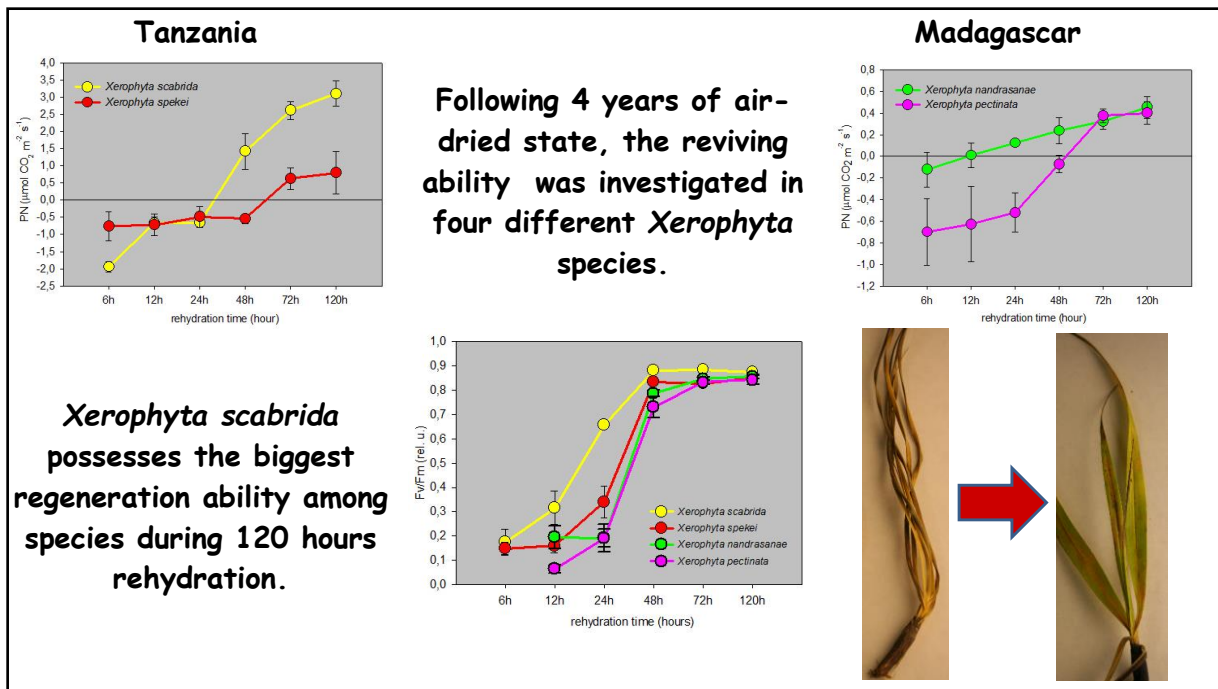 Tanzania
4,0
3,5
3,0
2,5
2,0
1,5
1,0
0,5
0,0
-0,5
-1,0
-1,5
-2,0
-2,5
PN (μmol CO2 m-2 s-1)
Xerophyta scabrida
Xerophyta spekei
6h 12h 24h 48h 72h 120h
rehydration time (hour)
Following 4 years of air-
dried state, the reviving
ability was investigated in
four different Xerophyta
species.
Madagascar
0,8
0,6
0,4
0,2
0,0
-0,2
-0,4
-0,6
-0,8
-1,0
-1,2
PN (μmol CO2 m-2 s-1)
Xerophyta nandrasanae
Xerophyta pectinata
6h 12h 24h 48h 72h 120h
rehydration time (hour)
Xerophyta scabrida
possesses the biggest
regeneration ability among
species during 120 hours
rehydration.
1,0
0,9
0,8
0,7
0,6
0,5
0,4
0,3
0,2
0,1
0,0
Fv/Fm (rel. u.)
Xerophyta scabrida
Xerophyta spekei
Xerophyta nandrasanae
Xerophyta pectinata
6h 12h 24h 48h 72h 120h
rehydration time (hours)